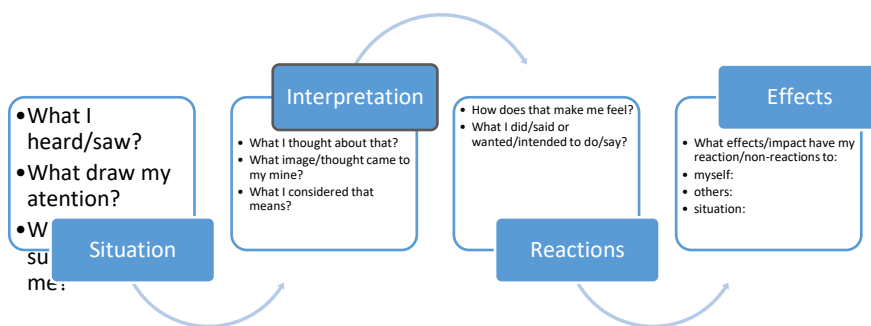 •What I
heard/saw?
•What draw my
atention?
me?
Situation
Interpretation
• What I thought about that?
• What image/thought came to
my mine?
• What I considered that
means?
• How does that make me feel?
• What I did/said or
wanted/intended to do/say?
Reactions
Effects
• What effects/impact have my
reaction/non-reactions to:
• myself:
• others:
• situation: